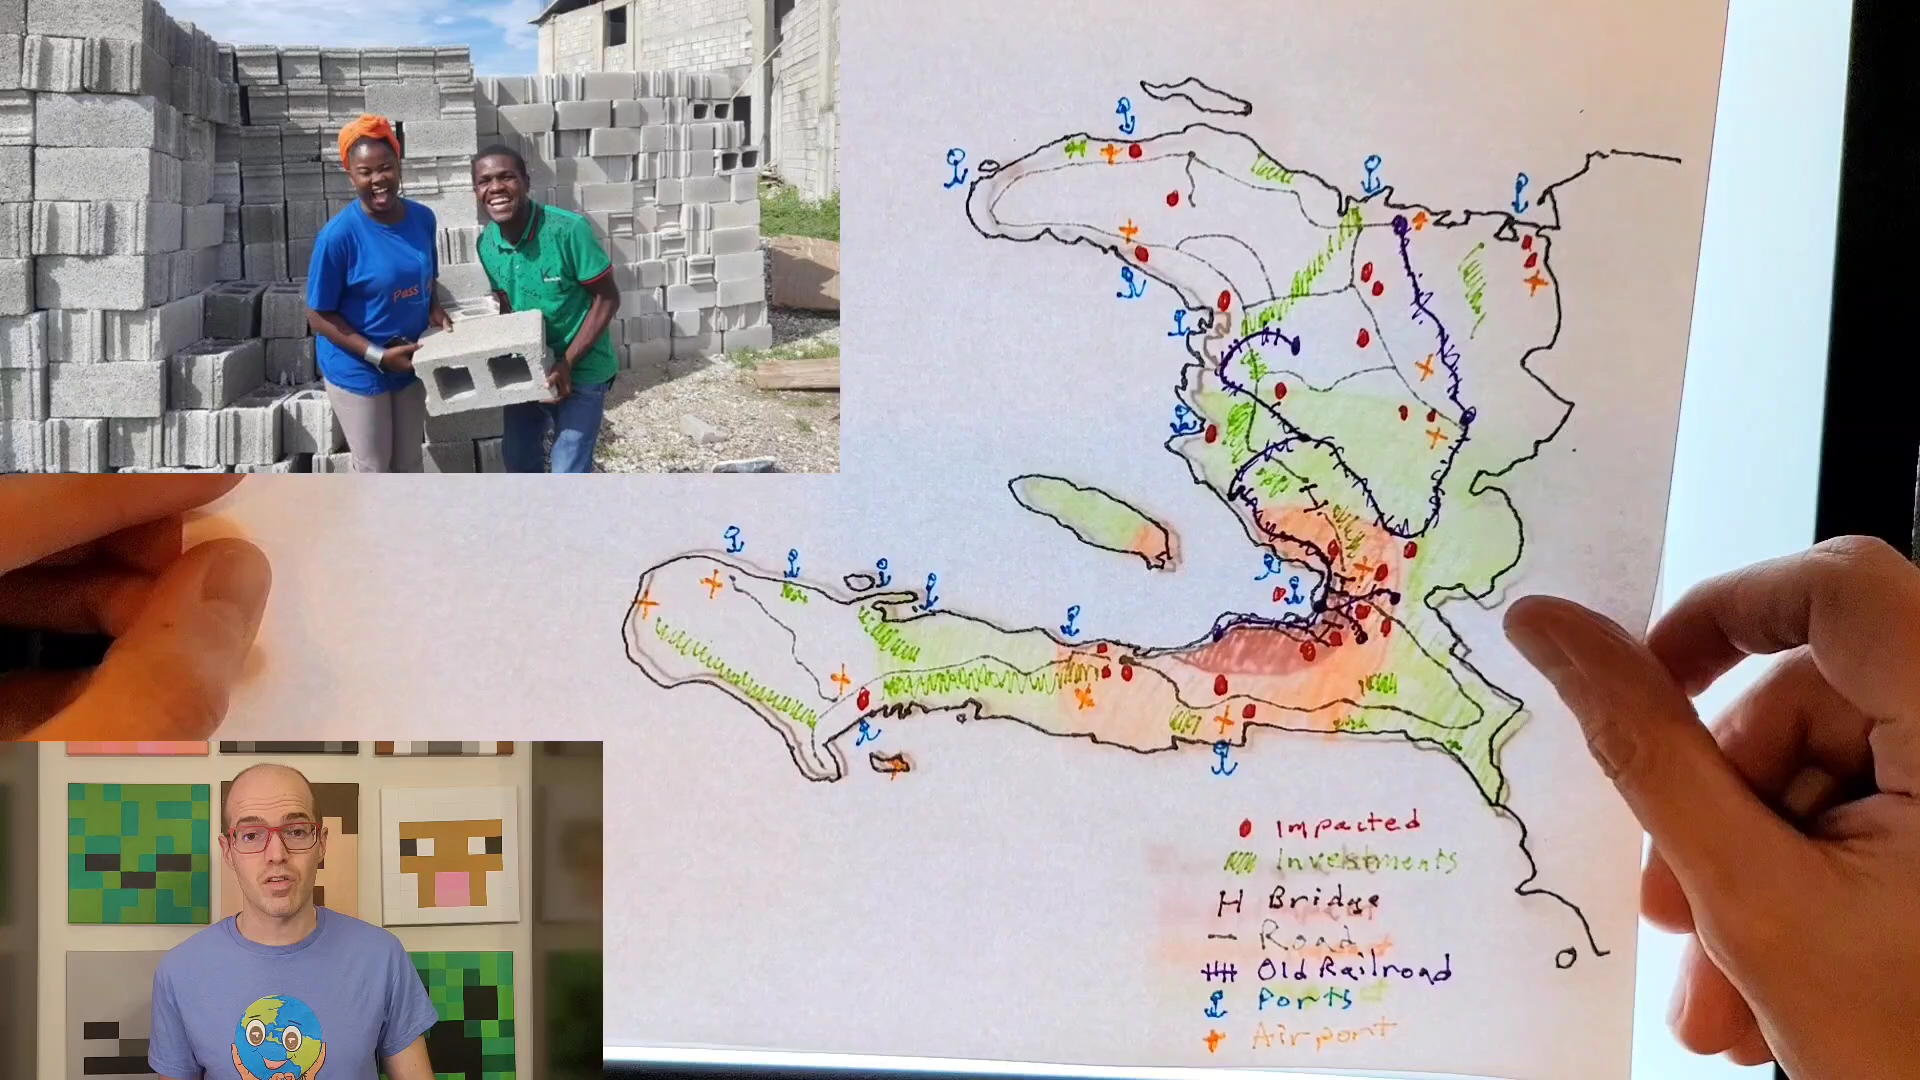 Pass
Impacted
Investments
Bridge
Road
Old Railroad
Ports
Airport